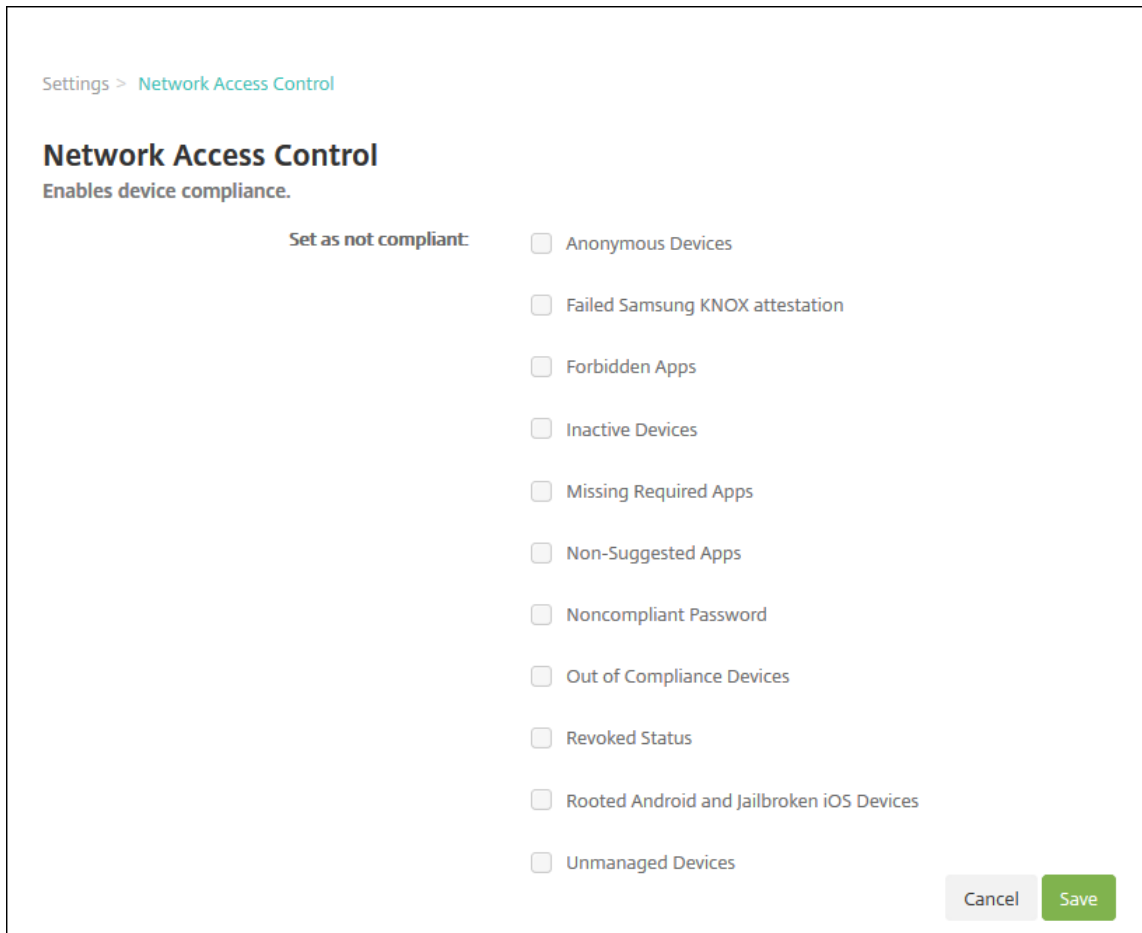 Settings > Network Access Control
Network Access Control
Enables device compliance.
Set as not compliant:
Anonymous Devices
Failed Samsung KNOX attestation
Forbidden Apps
Inactive Devices
Missing Required Apps
Non-Suggested Apps
Noncompliant Password
Out of Compliance Devices
Revoked Status
Rooted Android and Jailbroken iOS Devices
Unmanaged Devices
Cancel Save